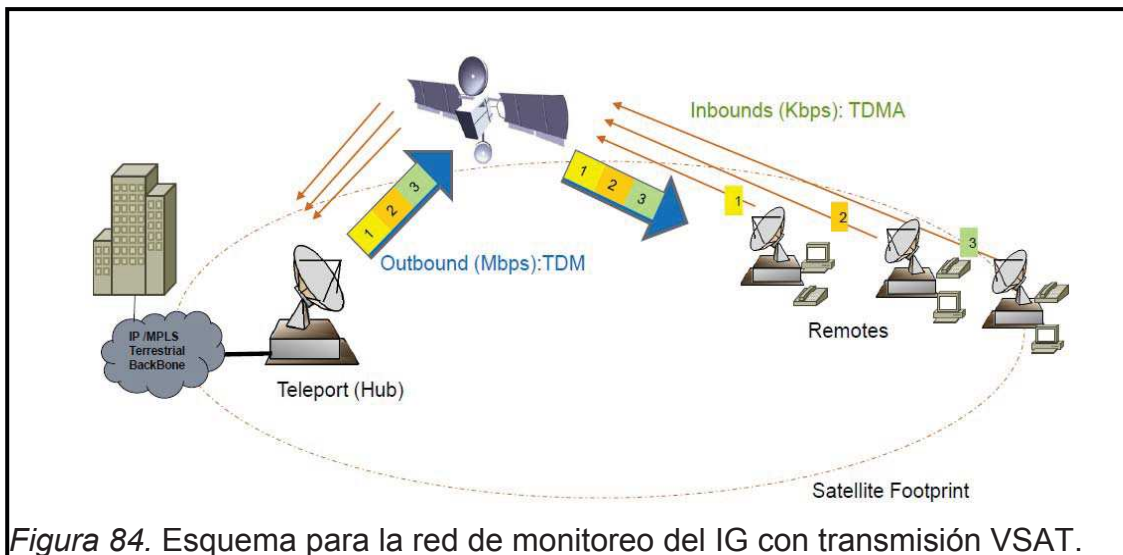 Inbounds (Kbps): TDMA
1 2 3
1 2 3
1
2
3
Outbound (Mbps):TDM
IP /MPLS
Terrestrial
BackBone
Remotes
Teleport (Hub)
Satellite Footprint
Figura 84. Esquema para la red de monitoreo del IG con transmisión VSAT.